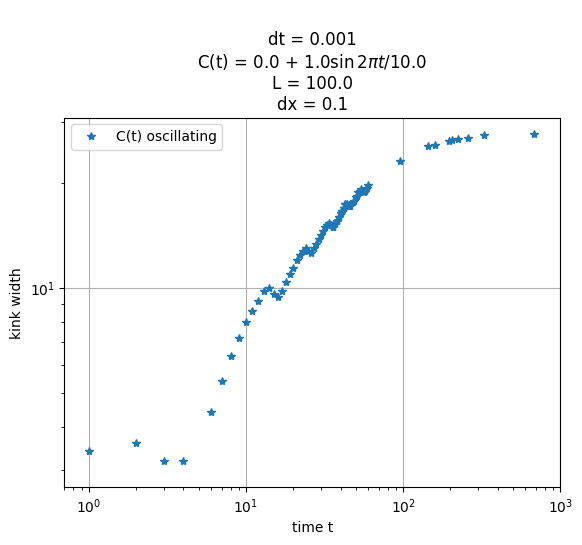 dt = 0.001
C(t) = 0.0 + 1.0sin 2πt/10.0
L = 100.0
dx = 0.1
C(t) oscillating
kink width
10¹
10⁰ 10¹ 10² 10³
time t